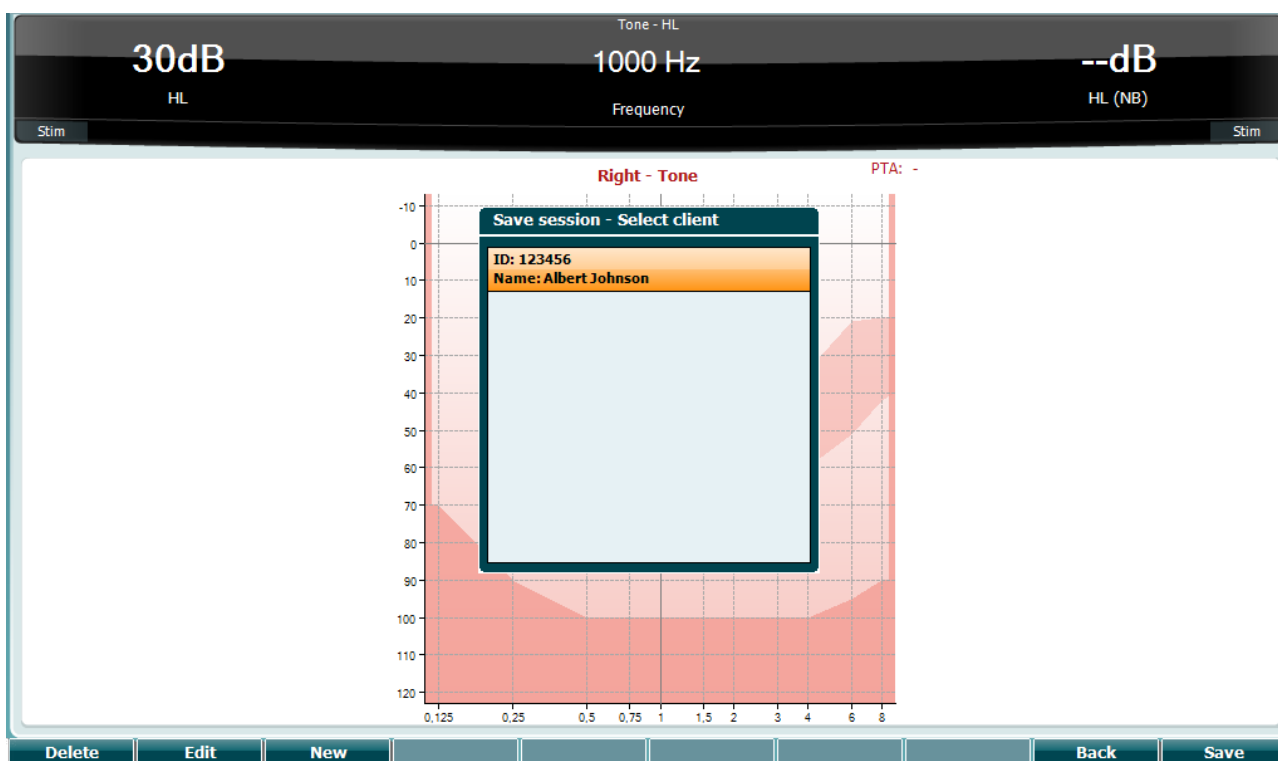 Tone - HL
30dB
1000 Hz
--dB
HL
Frequency
HL (NB)
Stim
Stim
Right - Tone
PTA: -
Save session - Select client
ID: 123456
Name: Albert Johnson
-10
0
10
20
30
40
50
60
70
80
90
100
110
120
0,125 0,25 0,5 0,75 1 1,5 2 3 4 6 8
Delete Edit New Back Save